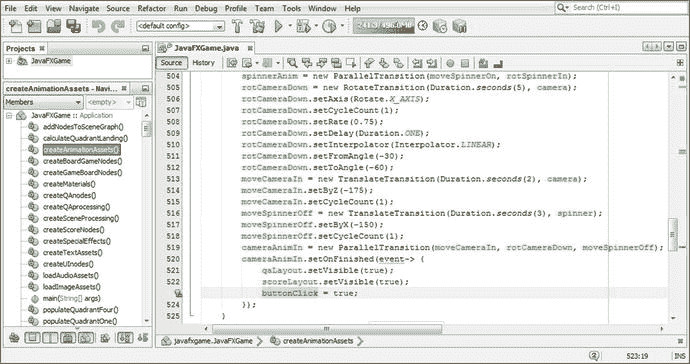 File Edit View Navigate Source Refactor Run Debug Profile Team Tools Window Help
Search (Ctrl+I)
<default config>
241.9/496.0MB
Projects
JavaFXGame
createAnimationAssets() - Navi...
Members
<empty>
JavaFXGame :: Application
addNodesToSceneGraph()
calculateQuadrantLanding()
createAnimationAssets()
createBoardGameNodes()
createGameBoardNodes()
createMaterials()
createQAnodes()
createQAprocessing()
createSceneProcessing()
createScoreNodes()
createSpecialEffects()
createTextAssets()
createUInodes()
loadAudioAssets()
loadImageAssets()
main(String[] args)
populateQuadrantFour()
populateQuadrantOne()
JavaFXGame.java
Source History
504 spinnerAnim = new ParallelTransition(moveSpinnerOn, rotSpinnerIn);
505 rotCameraDown = new RotateTransition(Duration.seconds(5), camera);
506 rotCameraDown.setAxis(Rotate.X_AXIS);
507 rotCameraDown.setCycleCount(1);
508 rotCameraDown.setRate(0.75);
509 rotCameraDown.setDelay(Duration.ONE);
510 rotCameraDown.setInterpolator(Interpolator.LINEAR);
511 rotCameraDown.setFromAngle(-30);
512 rotCameraDown.setToAngle(-60);
513 moveCameraIn = new TranslateTransition(Duration.seconds(2), camera);
514 moveCameraIn.setByZ(-175);
515 moveCameraIn.setCycleCount(1);
516 moveSpinnerOff = new TranslateTransition(Duration.seconds(3), spinner);
517 moveSpinnerOff.setByX(-150);
518 moveSpinnerOff.setCycleCount(1);
519 cameraAnimIn = new ParallelTransition(moveCameraIn, rotCameraDown, moveSpinnerOff);
520 cameraAnimIn.setOnFinished(event-> {
521 qaLayout.setVisible(true);
522 scoreLayout.setVisible(true);
buttonClick = true;
524 });
525 }
javafxgame.JavaFXGame
createAnimationAssets
523:19
INS